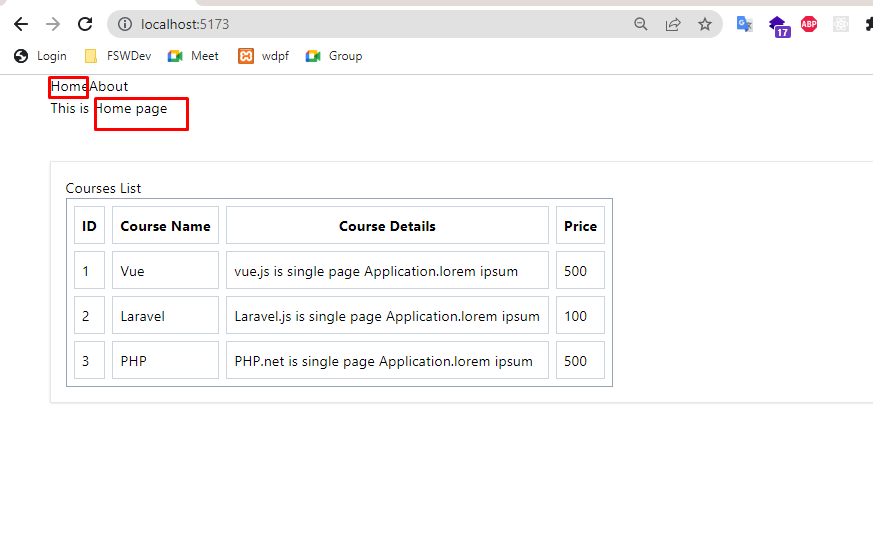 localhost:5173
17 ABP
Login FSWDev Meet wdpf Group
HomeAbout
This is Home page
Courses List
ID Course Name Course Details Price
1 Vue vue.js is single page Application.lorem ipsum 500
2 Laravel Laravel.js is single page Application.lorem ipsum 100
3 PHP PHP.net is single page Application.lorem ipsum 500